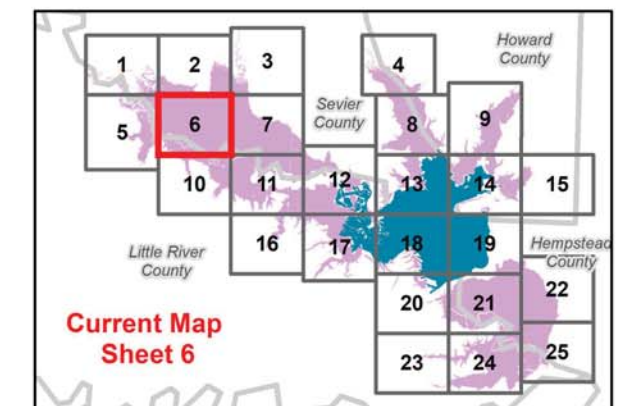 Howard
County
1
2
3
4
Sevier
County
5
6
7
8
9
10
11
12
13
14
15
Little River
County
16
17
18
19
Hempstead
County
20
21
22
Current Map
Sheet 6
23
24
25